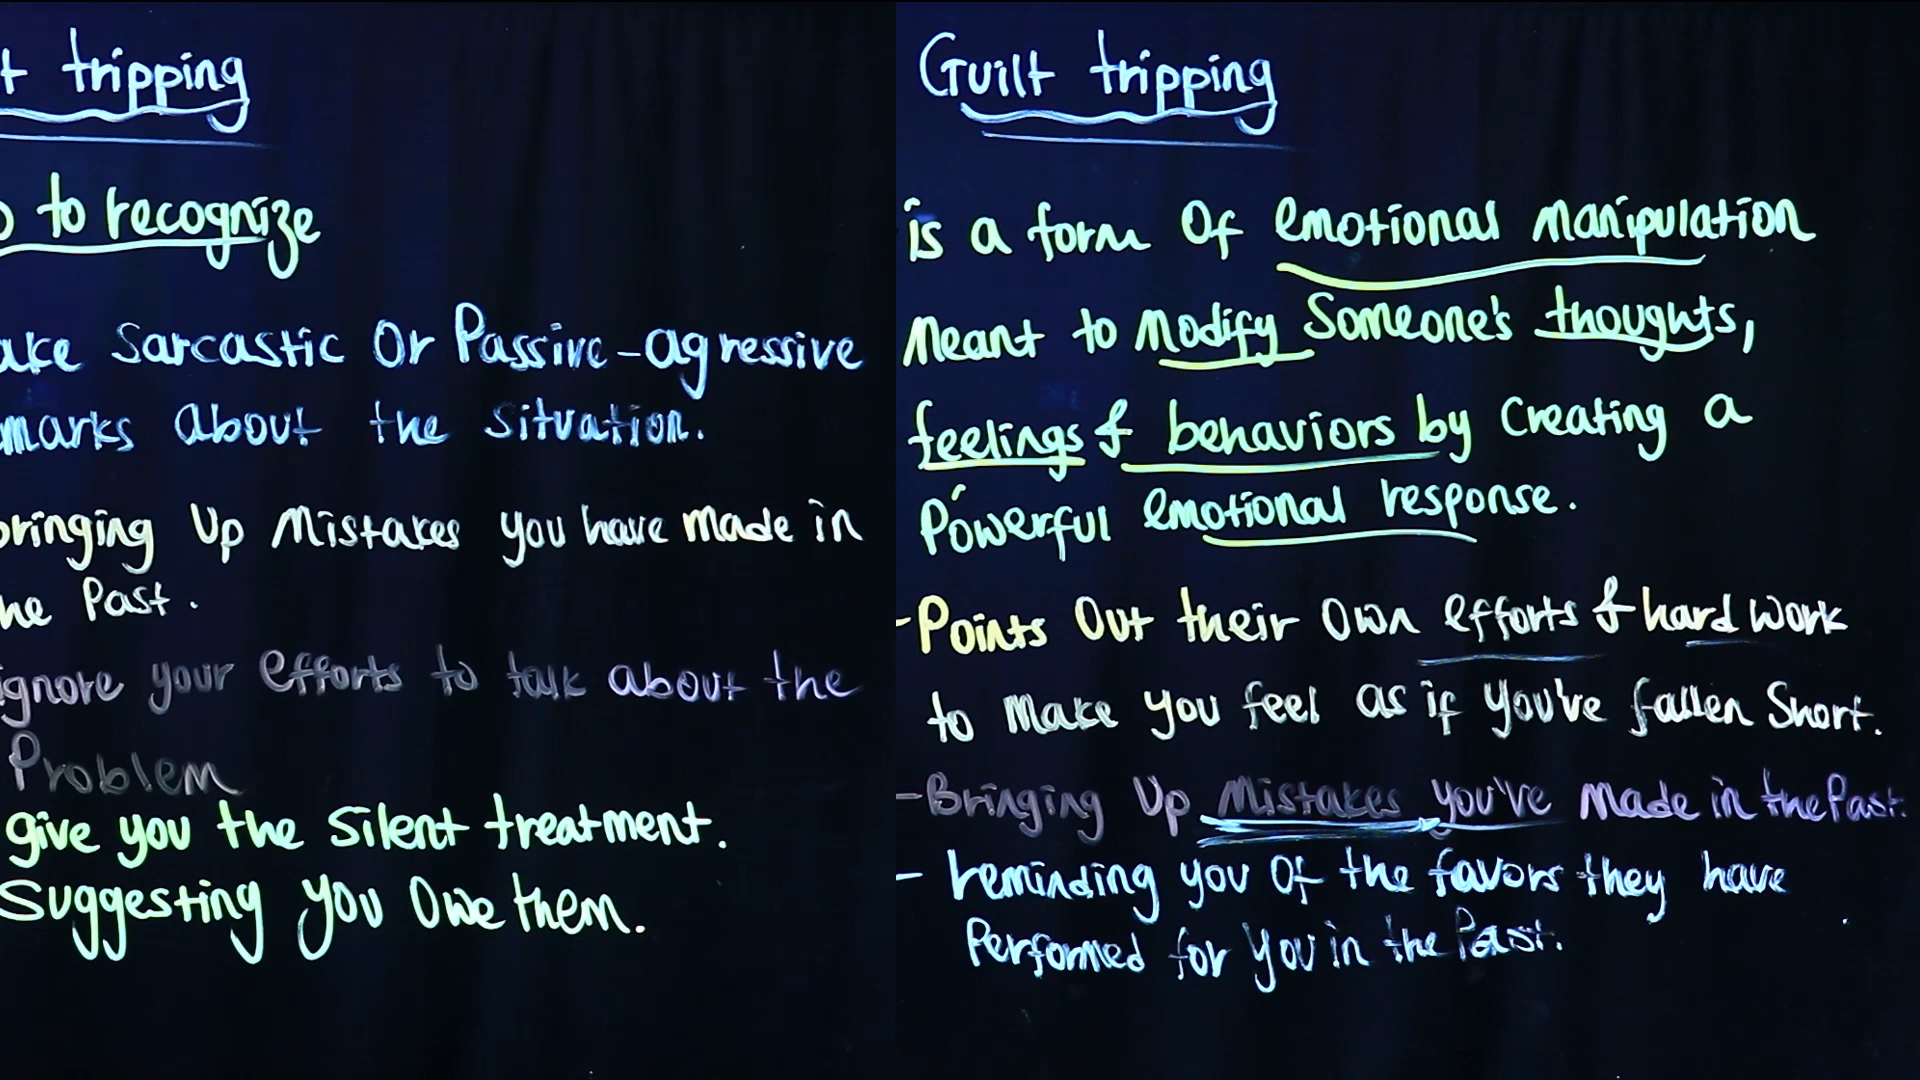 t tripping
to recognize
ake Sarcastic Or Passive-agressive
marks about the situation.
bringing Up Mistakes you have made in
he Past.
ignore your efforts to talk about the
Problem
give you the silent treatment.
Suggesting you Owe them.
Guilt tripping
is a form Of emotional manipulation
Meant to Modify Someone's thoughts,
feelings & behaviors by Creating a
Powerful emotional response.
-Points Out their Own efforts & hard work
to Make you feel as if you've fallen Short.
-Bringing Up Mistakes you've Made in the Past.
- reminding you Of the favors they have
Performed for you in the Past.